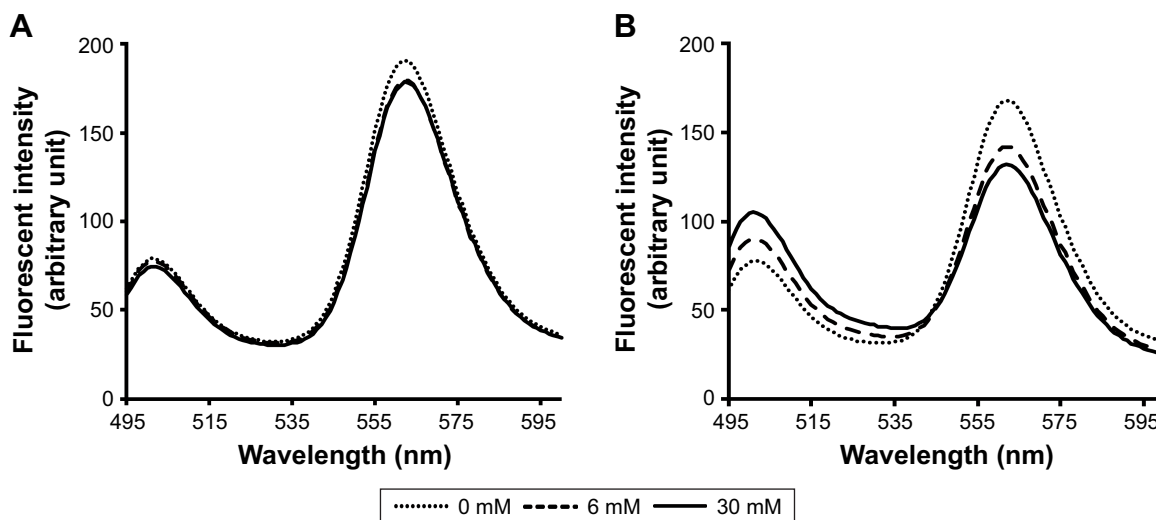 A
B
Fluorescent intensity
(arbitrary unit)
200
150
100
50
0
495
515
535
555
575
595
Wavelength (nm)
Fluorescent intensity
(arbitrary unit)
200
150
100
50
0
495
515
535
555
575
595
Wavelength (nm)
0 mM 6 mM 30 mM